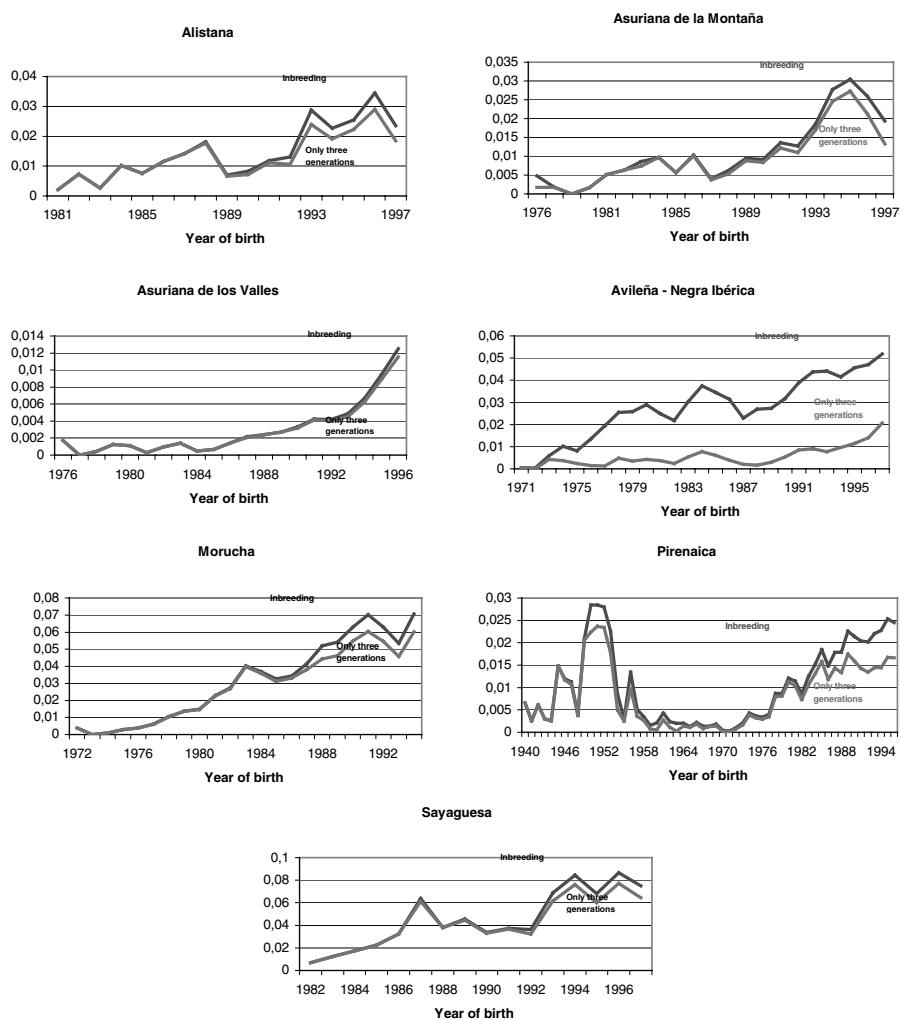 Alistana
0,04
0,03
0,02
0,01
0
Inbreeding
Only three
generations
1981 1985 1989 1993 1997
Year of birth
Asuriana de la Montaña
0,035
0,03
0,025
0,02
0,015
0,01
0,005
0
Inbreeding
Only three
generations
1976 1981 1985 1989 1993 1997
Year of birth
Asuriana de los Valles
0,014
0,012
0,01
0,008
0,006
0,004
0,002
0
Inbreeding
Only three
generations
1976 1980 1984 1988 1992 1996
Year of birth
Avileña - Negra Ibérica
0,06
0,05
0,04
0,03
0,02
0,01
0
Inbreeding
Only three
generations
1971 1975 1979 1983 1987 1991 1995
Year of birth
Morucha
0,08
0,07
0,06
0,05
0,04
0,03
0,02
0,01
0
Inbreeding
Only three
generations
1972 1976 1980 1984 1988 1992
Year of birth
Pirenaica
0,03
0,025
0,02
0,015
0,01
0,005
0
Inbreeding
Only three
generations
1940 1946 1952 1958 1964 1970 1976 1982 1988 1994
Year of birth
Sayaguesa
0,1
0,08
0,06
0,04
0,02
0
Inbreeding
Only three
generations
1982 1984 1986 1988 1990 1992 1994 1996
Year of birth